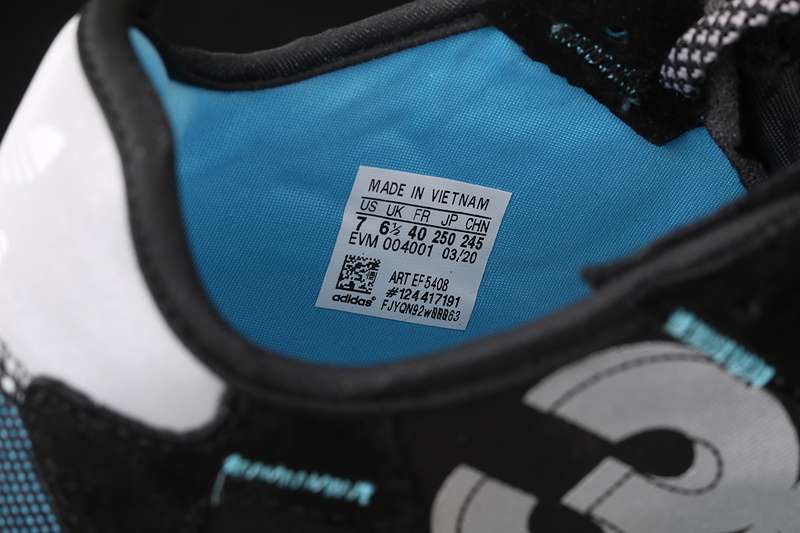 MADE IN VIETNAM
US UK FR JP CHN
7 6½ 40 250 245
EVM 004001 03/20
ART EF5408
#124417191
adidas®